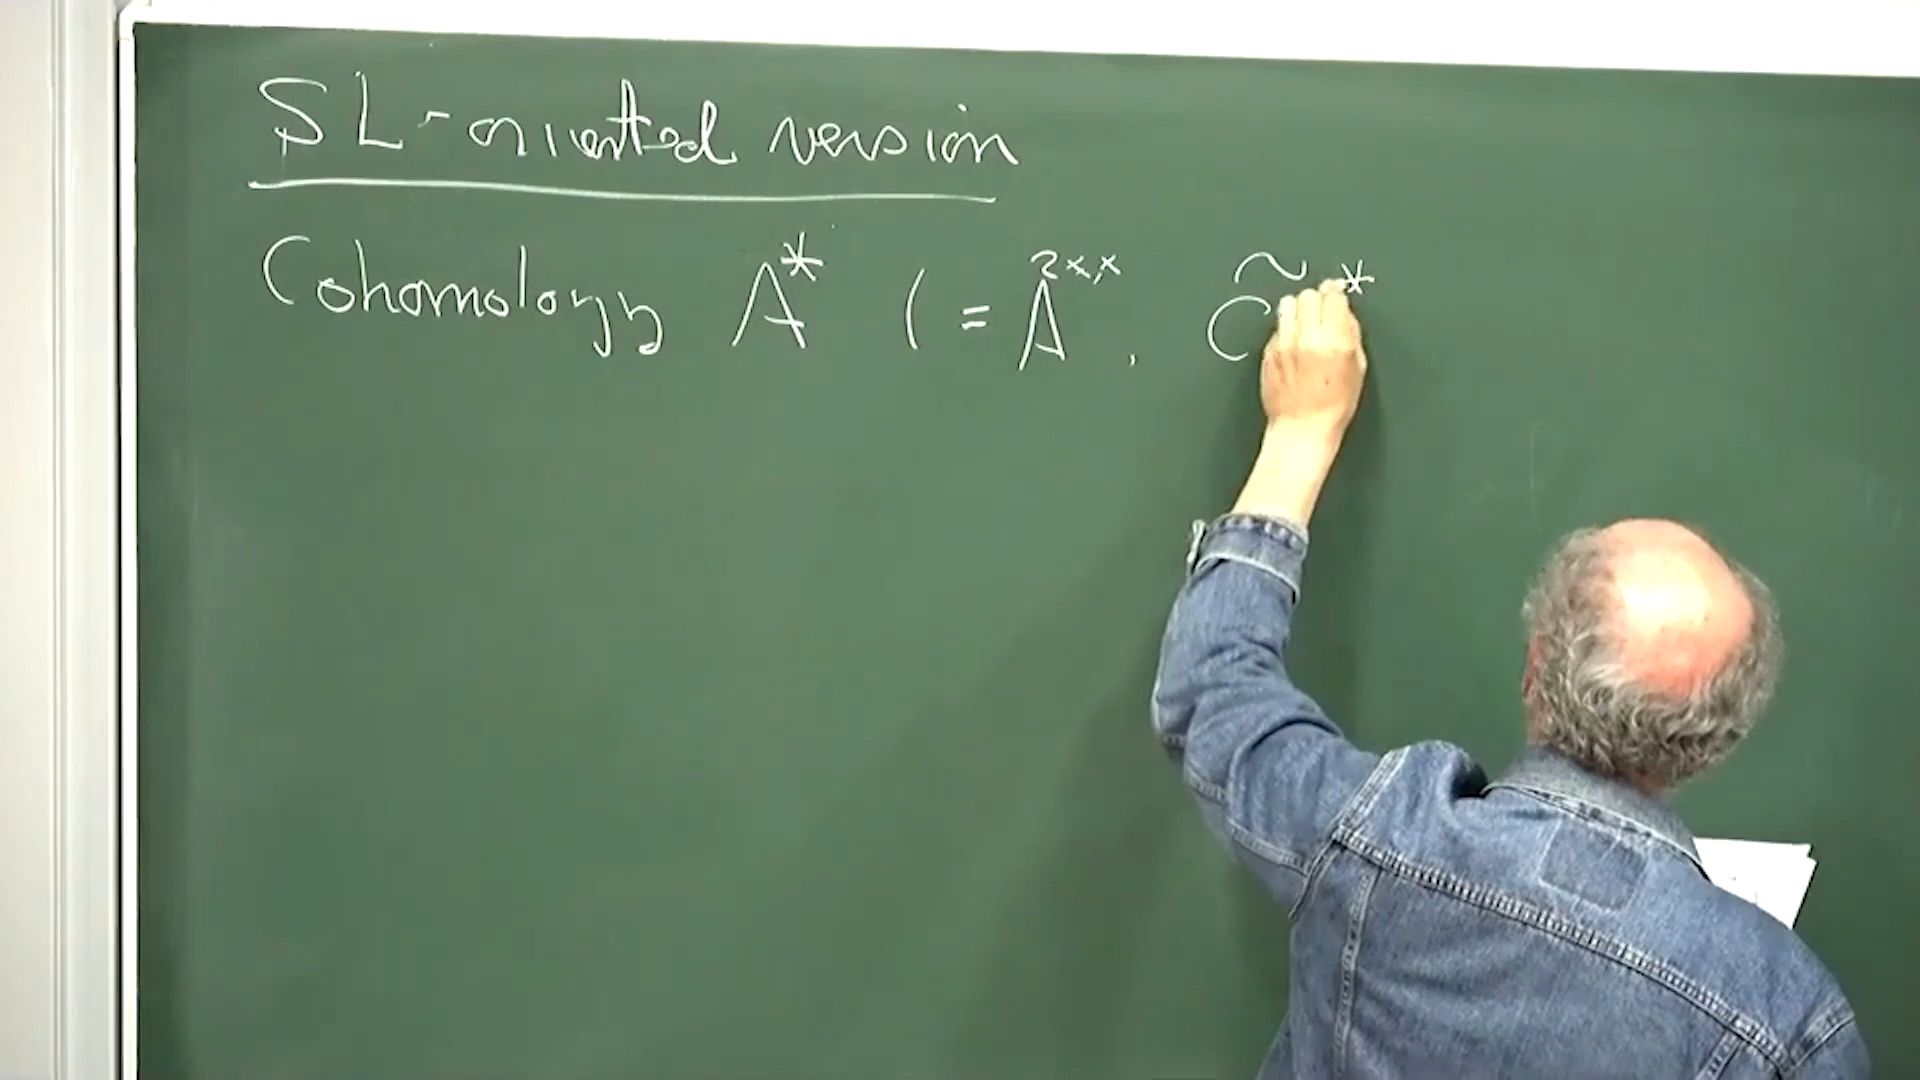 SL-oriented version
Cohomology A* (= A^{2*,*}, C̃ *